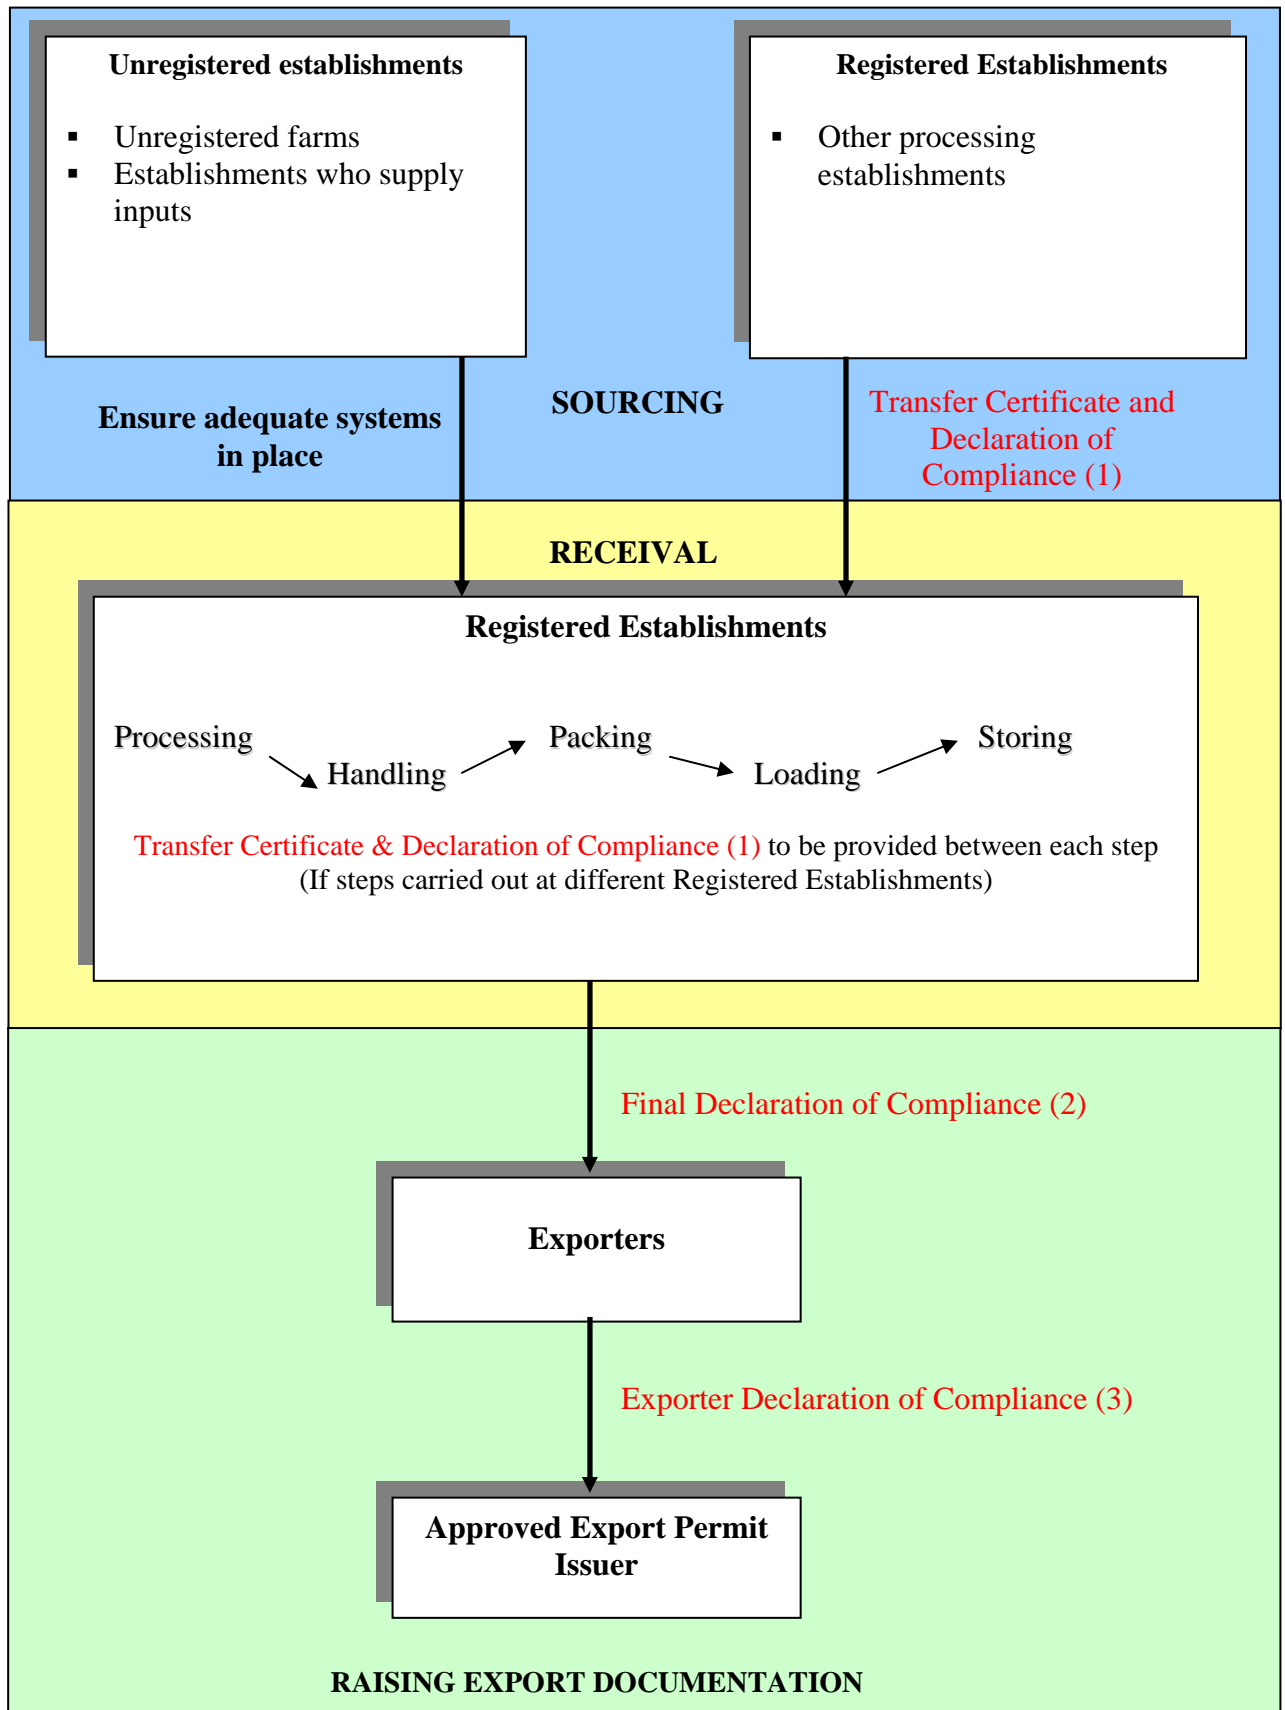 Unregistered establishments
▪ Unregistered farms
▪ Establishments who supply
inputs
Registered Establishments
▪ Other processing
establishments
Ensure adequate systems
in place
SOURCING
Transfer Certificate and
Declaration of
Compliance (1)
RECEIVAL
Registered Establishments
Processing
Handling
Packing
Loading
Storing
Transfer Certificate & Declaration of Compliance (1) to be provided between each step
(If steps carried out at different Registered Establishments)
Final Declaration of Compliance (2)
Exporters
Exporter Declaration of Compliance (3)
Approved Export Permit
Issuer
RAISING EXPORT DOCUMENTATION